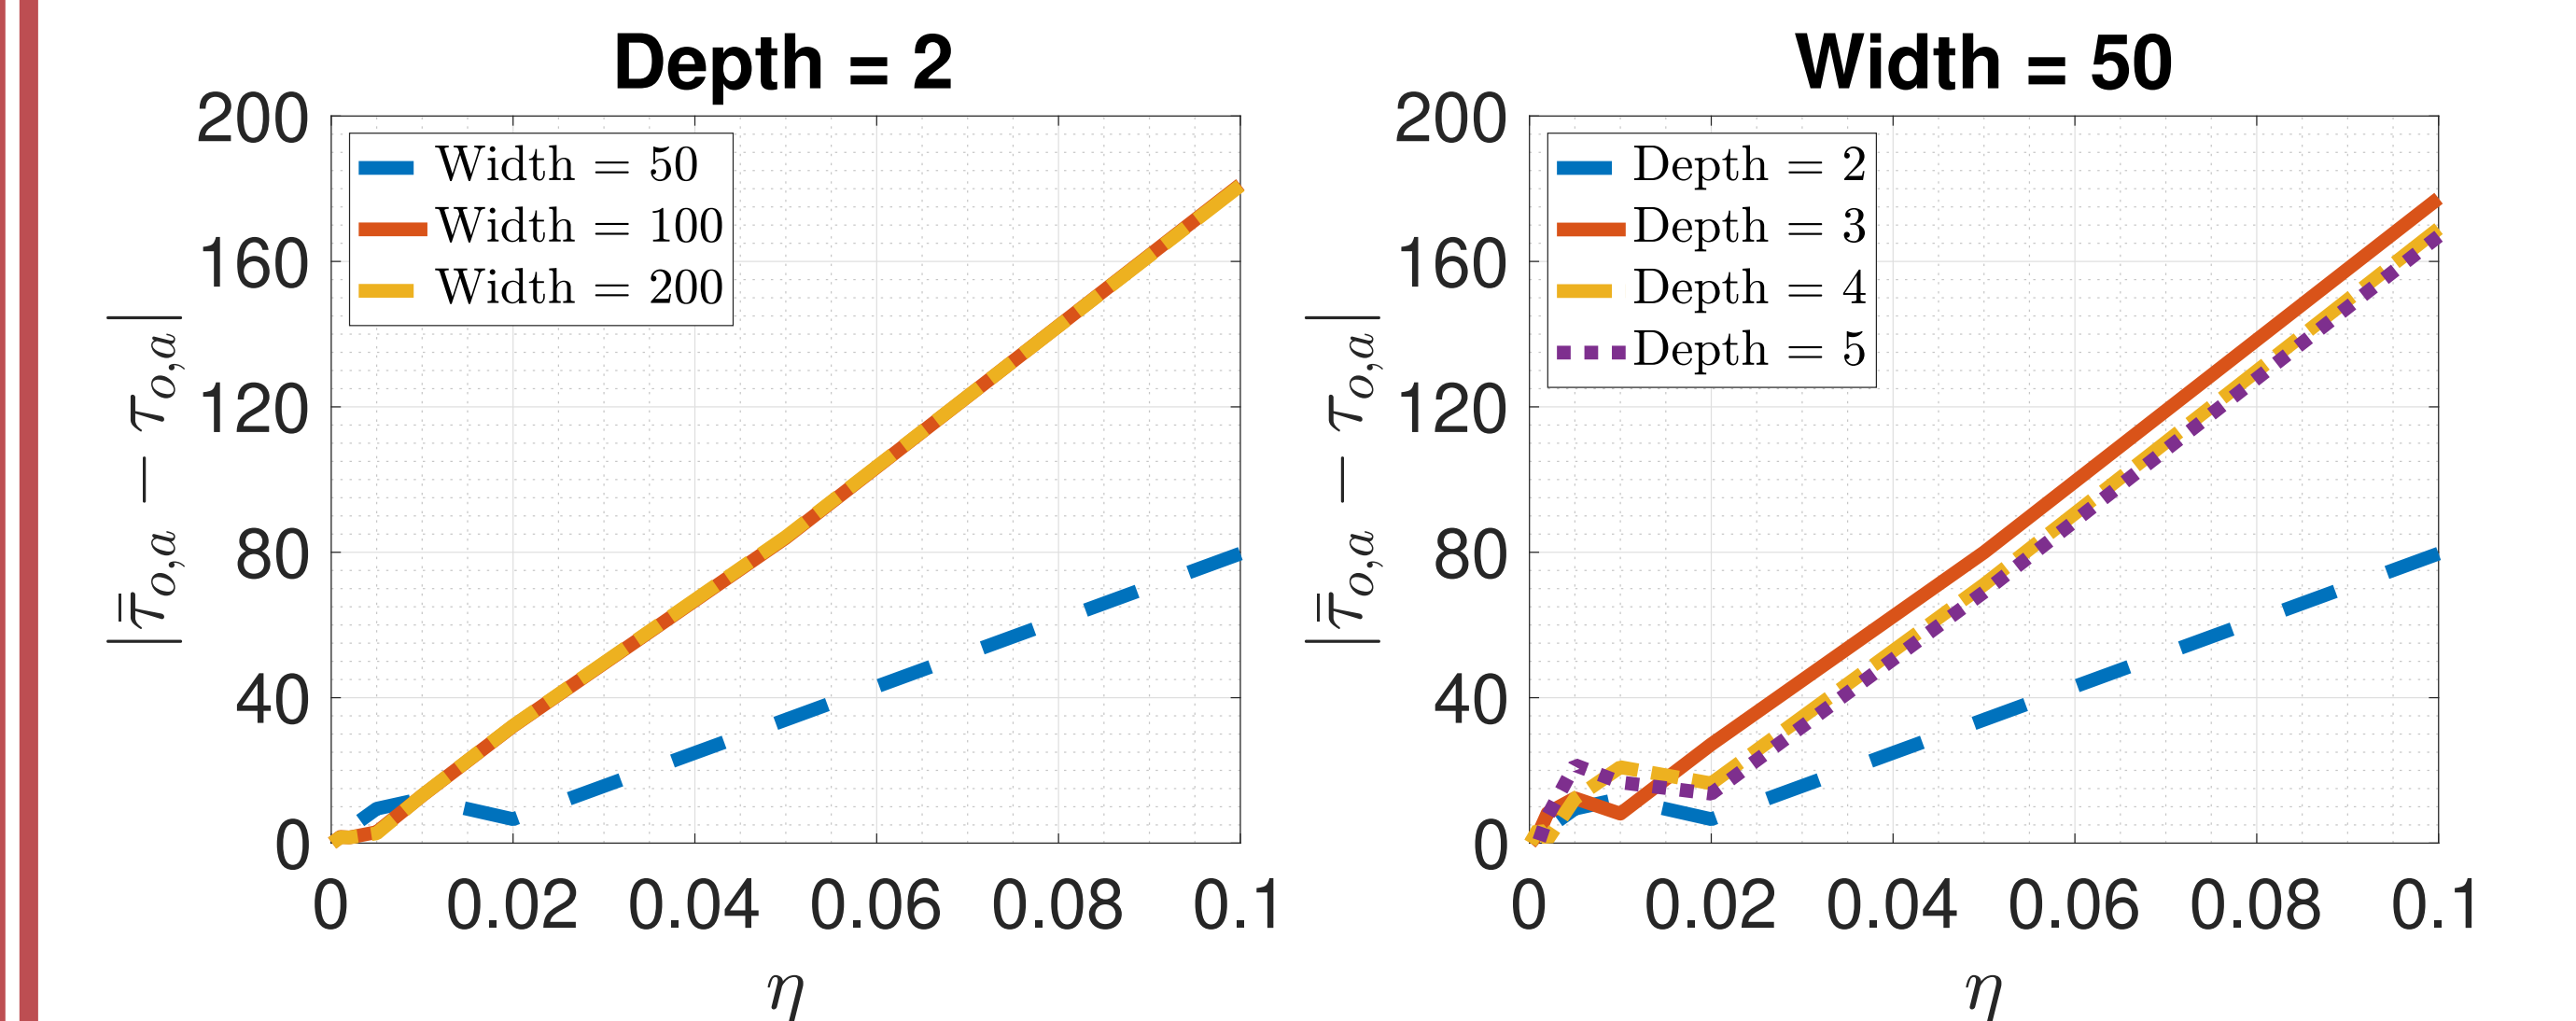 Depth = 2
200
160
120
80
40
0
Width = 50
Width = 100
Width = 200
0 0.02 0.04 0.06 0.08 0.1
η
|τ̿ₒ,ₐ − τₒ,ₐ|
Width = 50
200
160
120
80
40
0
Depth = 2
Depth = 3
Depth = 4
Depth = 5
0 0.02 0.04 0.06 0.08 0.1
η
|τ̿ₒ,ₐ − τₒ,ₐ|